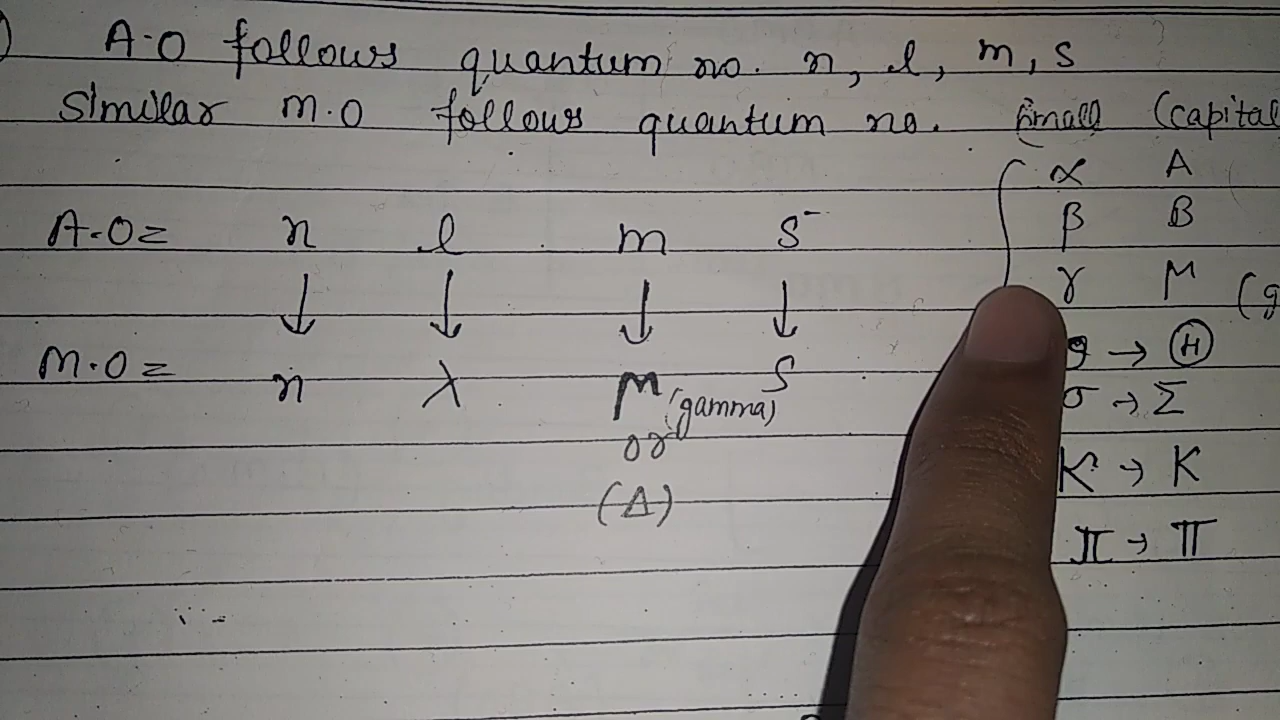 ) A.O follows quantum no. n, l, m, s
similar m.o follows quantum no. small (capital
α A
β B
A.O = n l m s
γ M (g
↓ ↓ ↓ ↓
→ Ⓗ
M.O = n λ M (gamma) S
σ → Σ
or
K → K
(A)
π → π